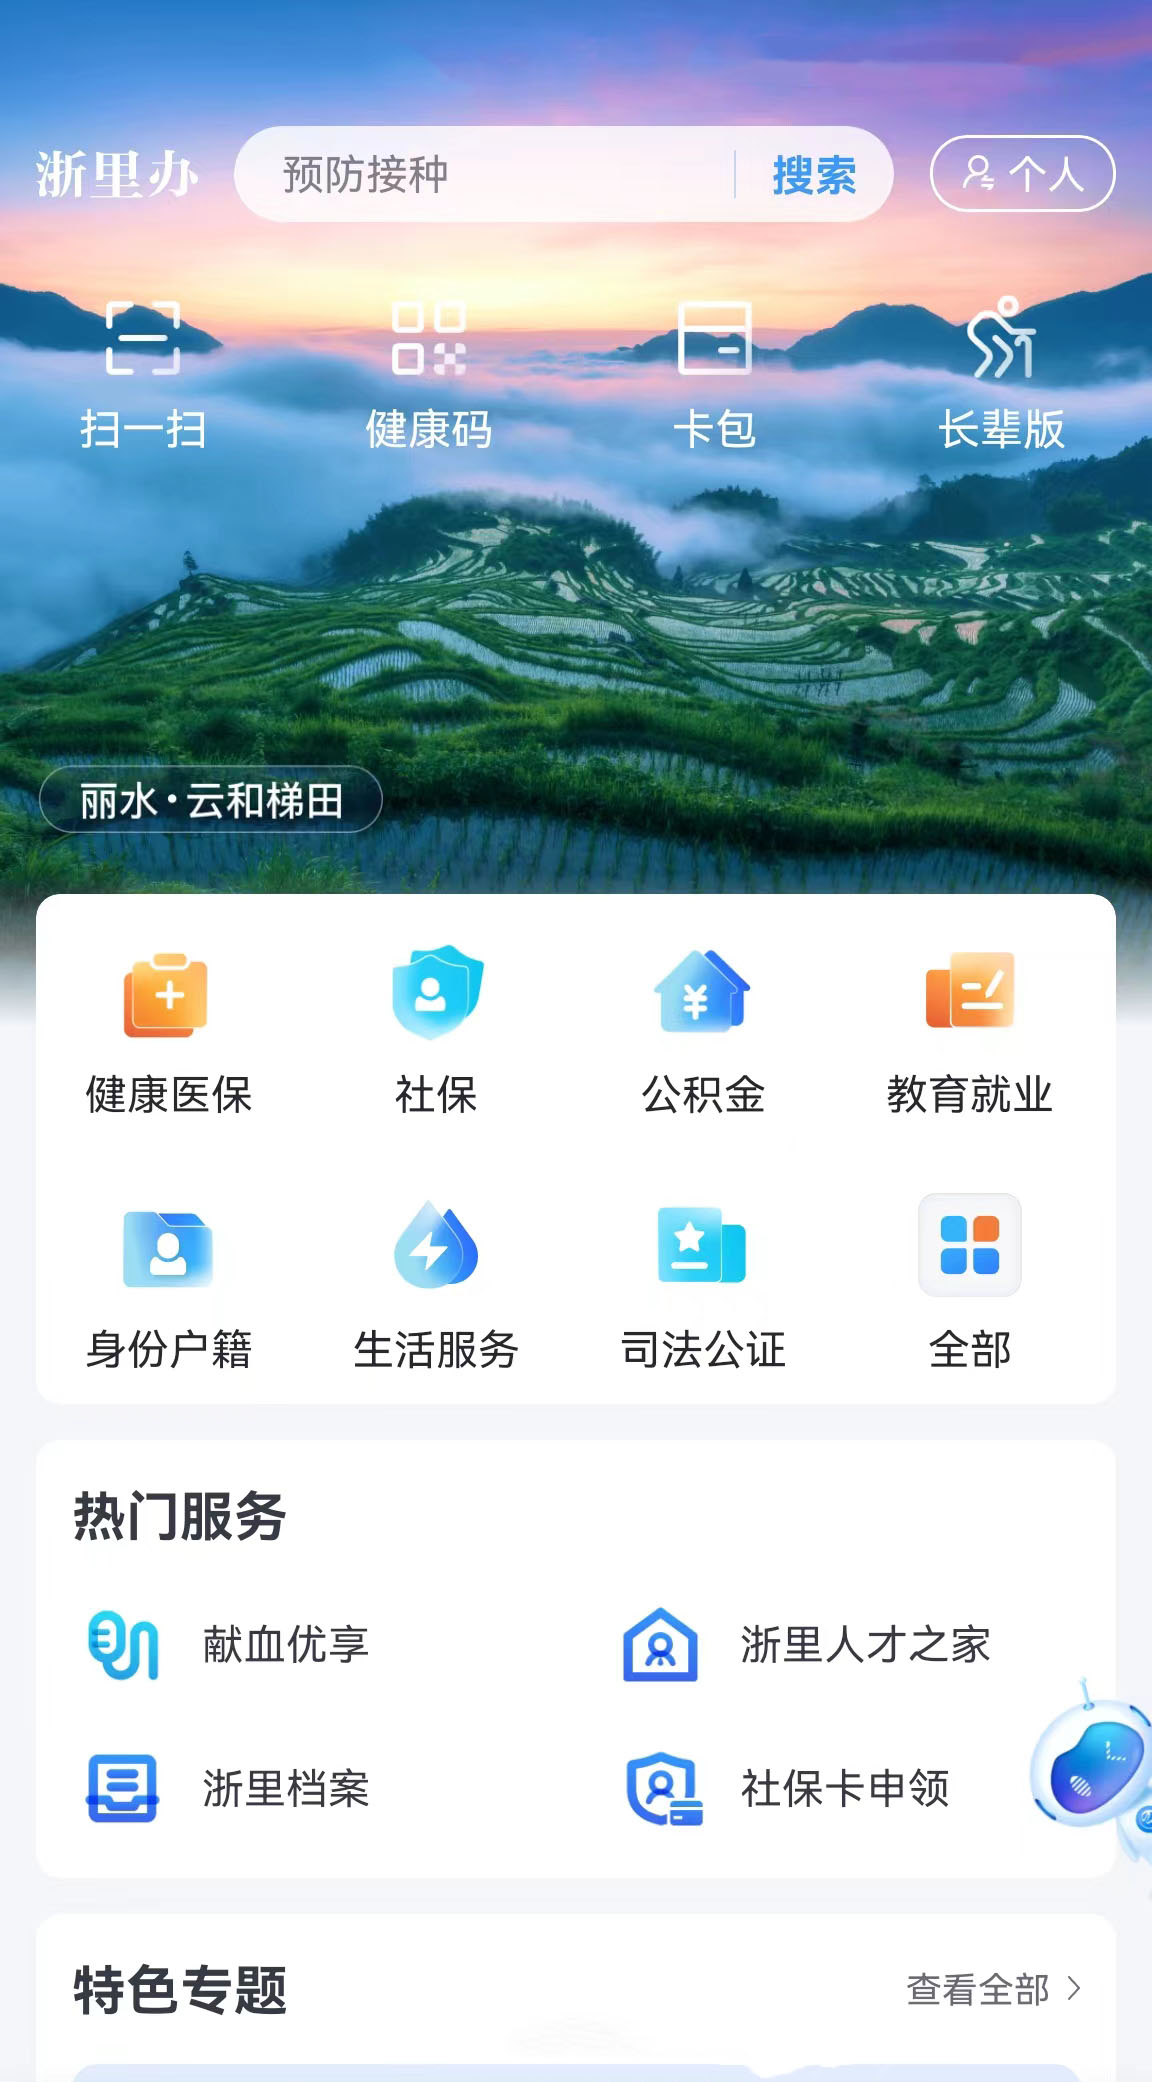 浙里办 预防接种 搜索 个人
扫一扫 健康码 卡包 长辈版
丽水·云和梯田
健康医保 社保 公积金 教育就业
身份户籍 生活服务 司法公证 全部
热门服务
献血优享 浙里人才之家
浙里档案 社保卡申领
特色专题 查看全部